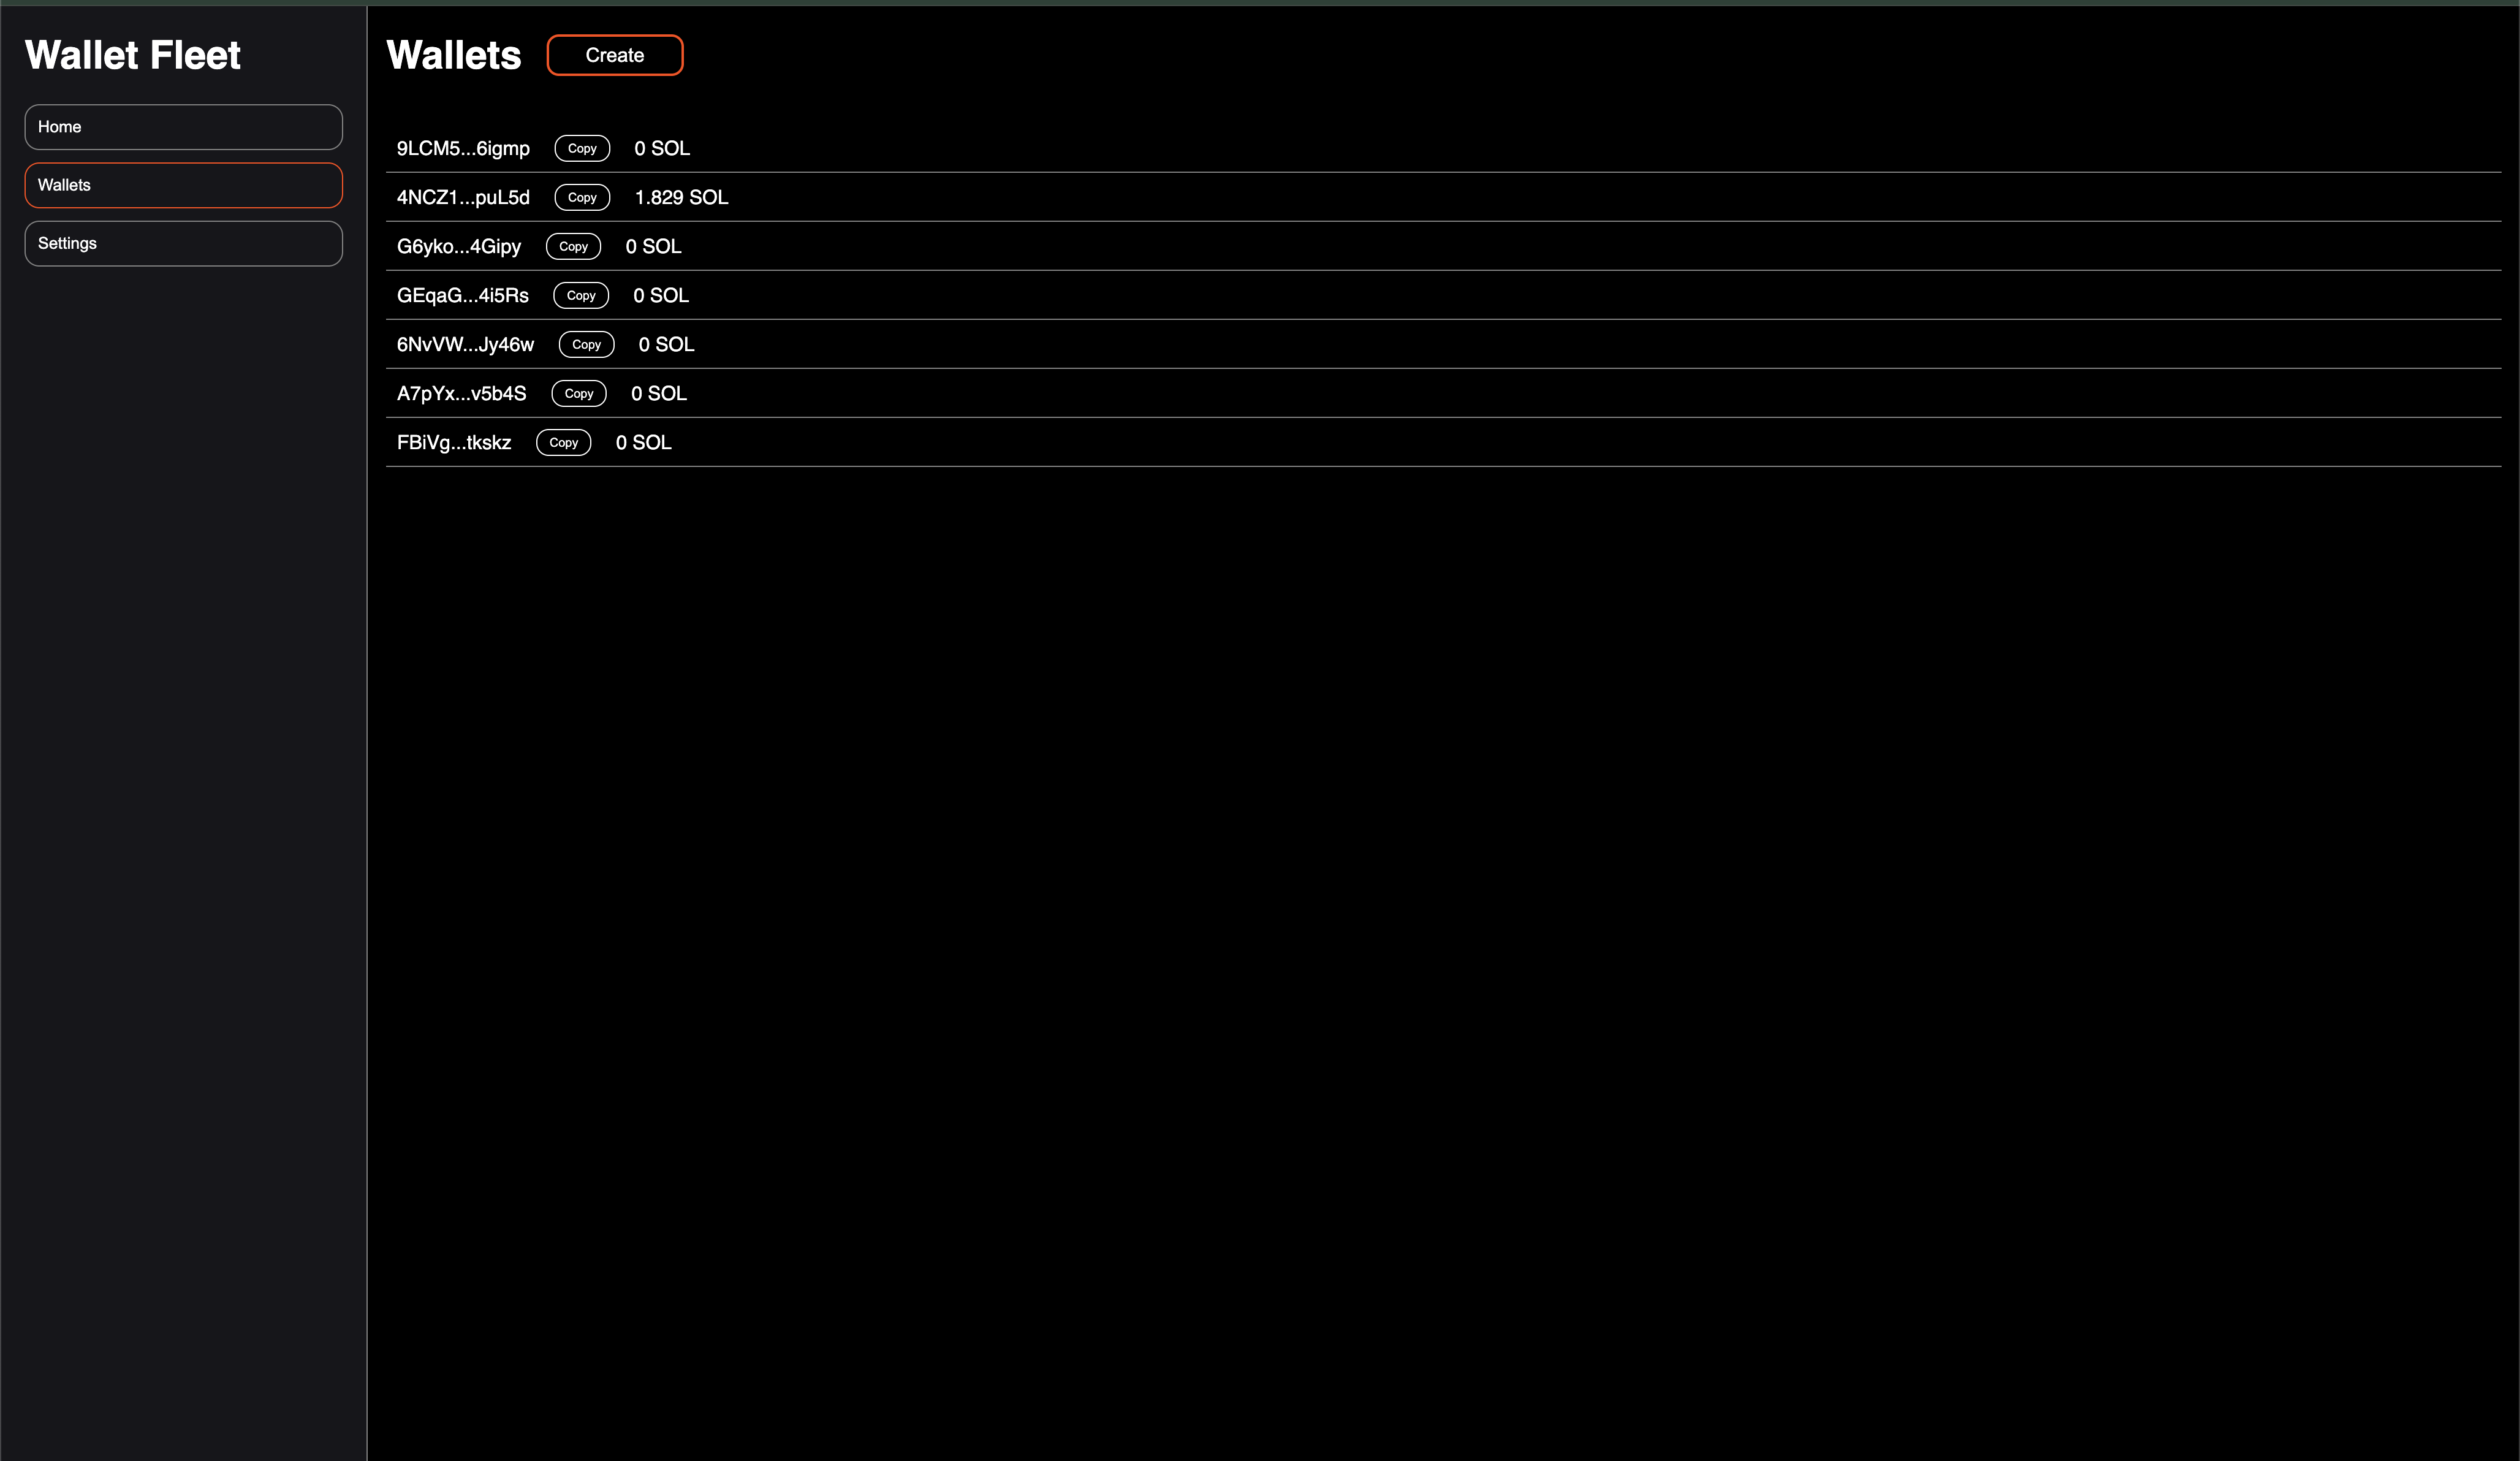 Wallet Fleet
Home
Wallets
Settings
Wallets Create
9LCM5...6igmp Copy 0 SOL
4NCZ1...puL5d Copy 1.829 SOL
G6yko...4Gipy Copy 0 SOL
GEqaG...4i5Rs Copy 0 SOL
6NvVW...Jy46w Copy 0 SOL
A7pYx...v5b4S Copy 0 SOL
FBiVg...tkskz Copy 0 SOL